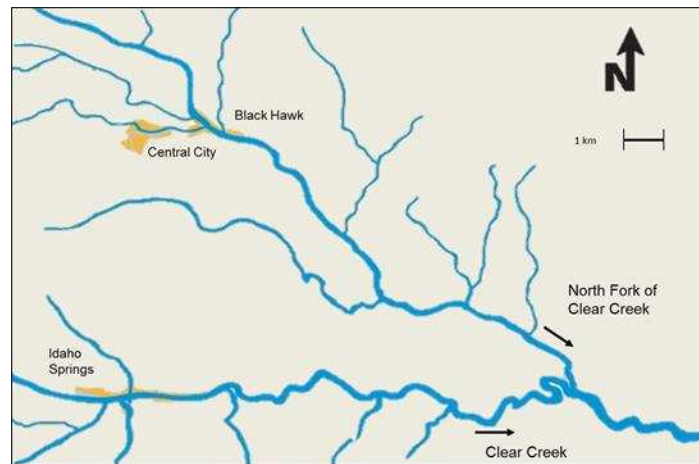 N
Black Hawk
1 km
Central City
North Fork of
Clear Creek
Idaho
Springs
Clear Creek